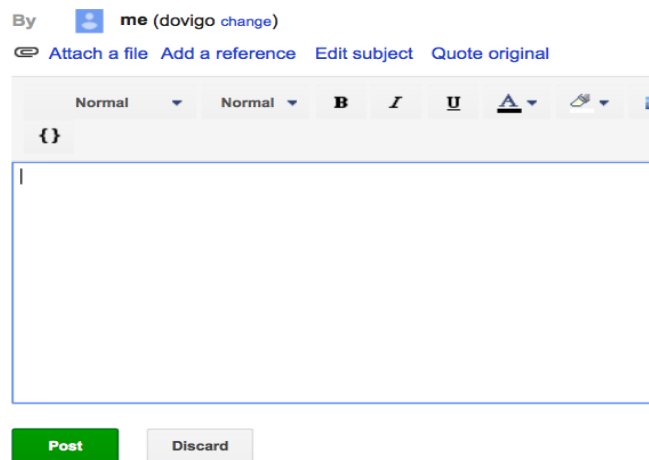 By me (dovigo change)
Attach a file Add a reference Edit subject Quote original
Normal Normal B I U A
{}
Post Discard